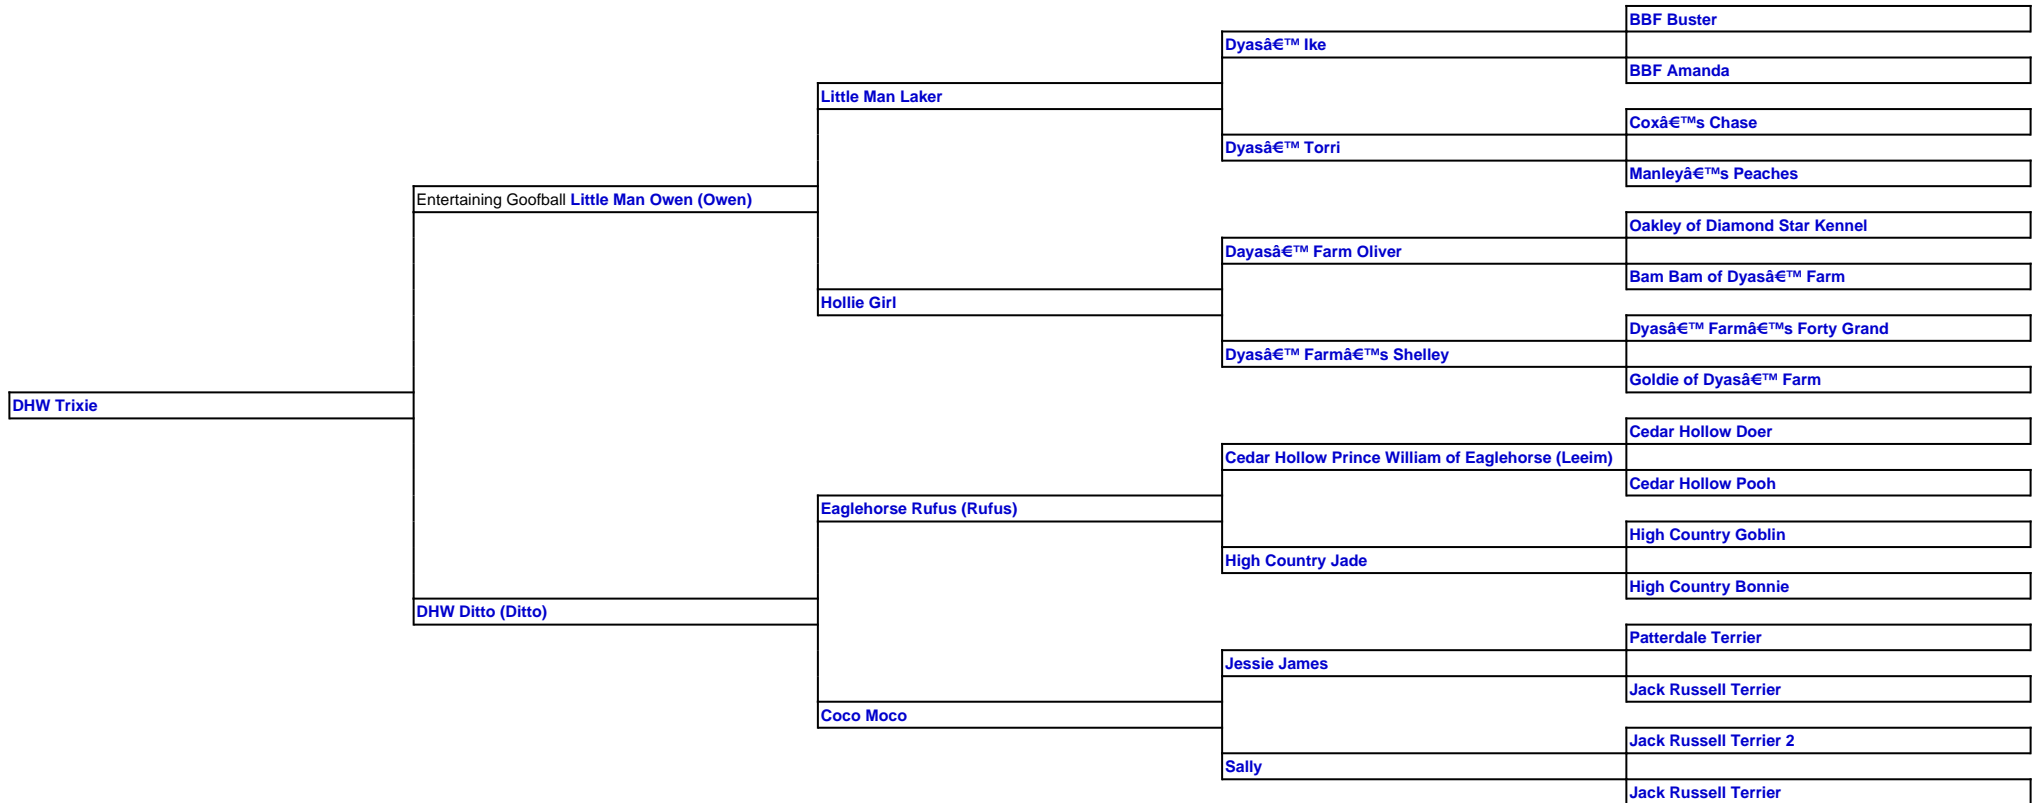 BBF Buster
Dyasâ€™ Ike
BBF Amanda
Little Man Laker
Coxâ€™s Chase
Dyasâ€™ Torri
Manleyâ€™s Peaches
Entertaining Goofball Little Man Owen (Owen)
Oakley of Diamond Star Kennel
Dayasâ€™ Farm Oliver
Bam Bam of Dyasâ€™ Farm
Hollie Girl
Dyasâ€™ Farmâ€™s Forty Grand
Dyasâ€™ Farmâ€™s Shelley
Goldie of Dyasâ€™ Farm
DHW Trixie
Cedar Hollow Doer
Cedar Hollow Prince William of Eaglehorse (Leeim)
Cedar Hollow Pooh
Eaglehorse Rufus (Rufus)
High Country Goblin
High Country Jade
High Country Bonnie
DHW Ditto (Ditto)
Patterdale Terrier
Jessie James
Jack Russell Terrier
Coco Moco
Jack Russell Terrier 2
Sally
Jack Russell Terrier